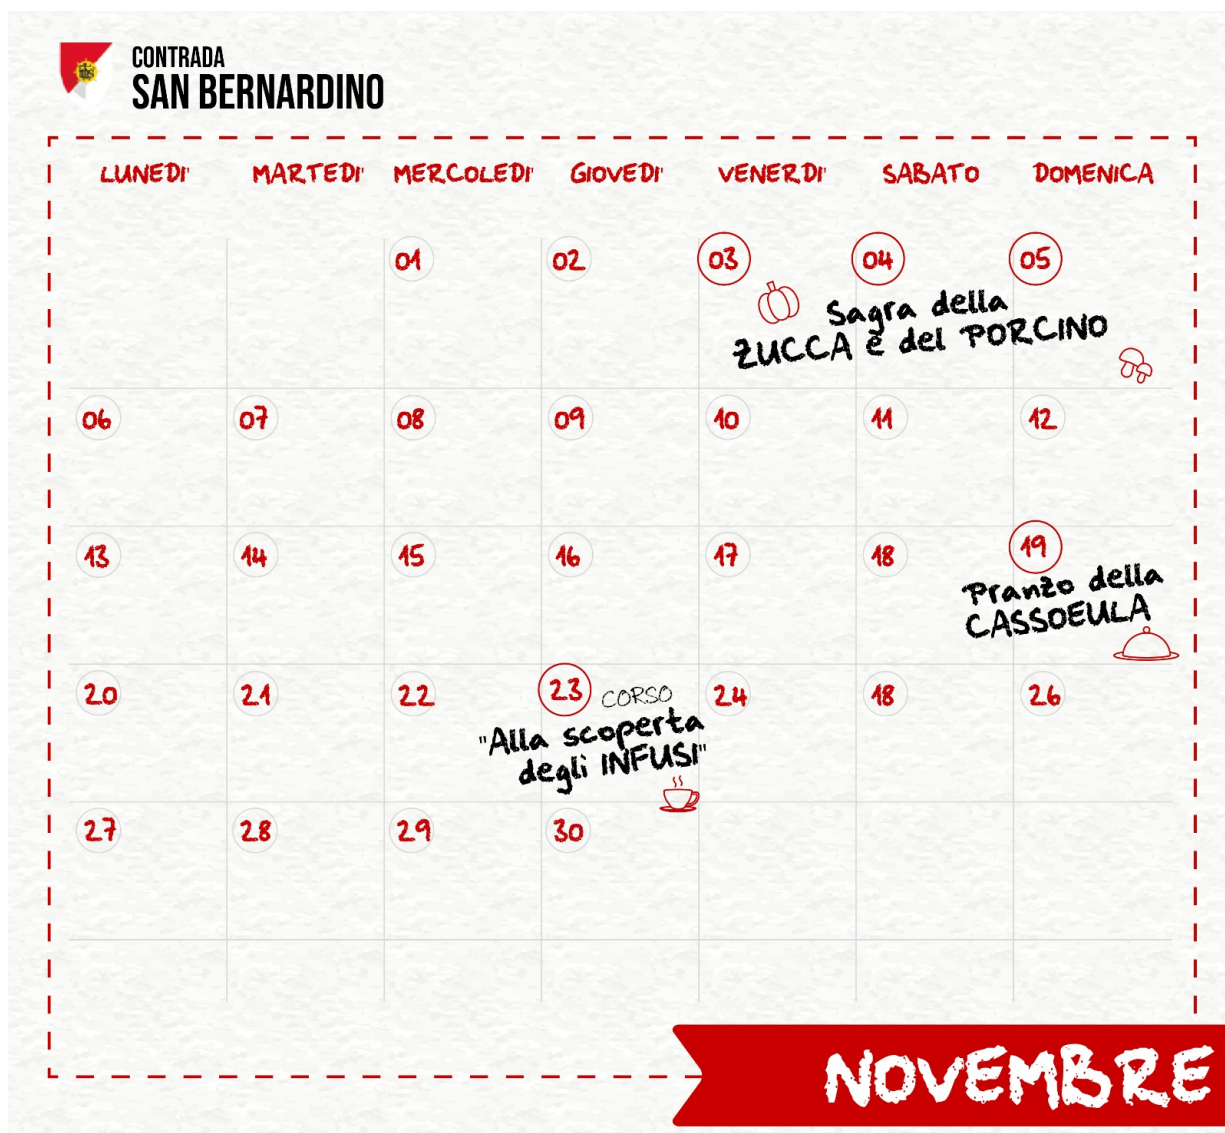 CONTRADA
SAN BERNARDINO
LUNEDI' MARTEDI' MERCOLEDI' GIOVEDI' VENERDI' SABATO DOMENICA
01 02 03 04 05
Sagra della
ZUCCA e del PORCINO
06 07 08 09 10 11 12
13 14 15 16 17 18 19
Pranzo della
CASSOEULA
20 21 22 23 CORSO 24 18 26
"Alla scoperta
degli INFUSI"
27 28 29 30
NOVEMBRE